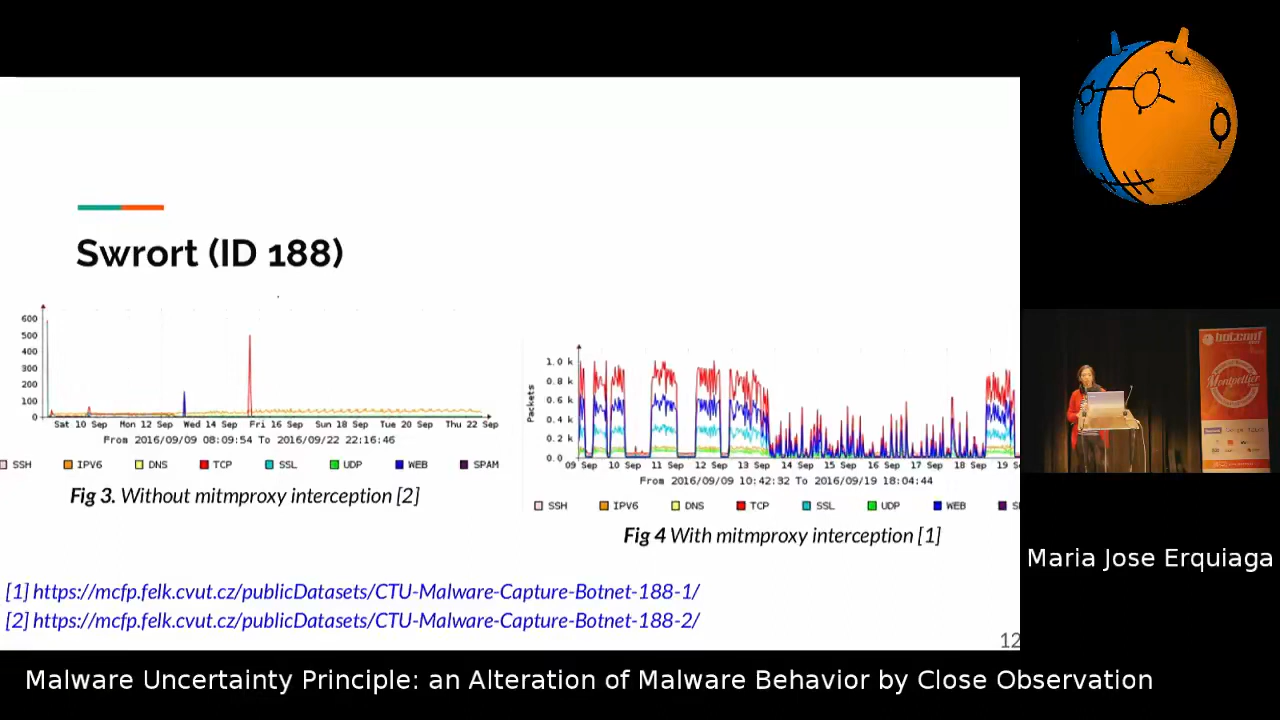 Swrort (ID 188)
600
500
400
300
200
100
0
Sat 10 Sep Mon 12 Sep Wed 14 Sep Fri 16 Sep Sun 18 Sep Tue 20 Sep Thu 22 Sep
From 2016/09/09 08:09:54 To 2016/09/22 22:16:46
SSH IPV6 DNS TCP SSL UDP WEB SPAM
Fig 3. Without mitmproxy interception [2]
Packets
1.0 k
0.8 k
0.6 k
0.4 k
0.2 k
0.0
09 Sep 10 Sep 11 Sep 12 Sep 13 Sep 14 Sep 15 Sep 16 Sep 17 Sep 18 Sep 19 S
From 2016/09/09 10:42:32 To 2016/09/19 18:04:44
SSH IPV6 DNS TCP SSL UDP WEB S
Fig 4 With mitmproxy interception [1]
[1] https://mcfp.felk.cvut.cz/publicDatasets/CTU-Malware-Capture-Botnet-188-1/
[2] https://mcfp.felk.cvut.cz/publicDatasets/CTU-Malware-Capture-Botnet-188-2/
12
botconf
Montpellier
Maria Jose Erquiaga
Malware Uncertainty Principle: an Alteration of Malware Behavior by Close Observation